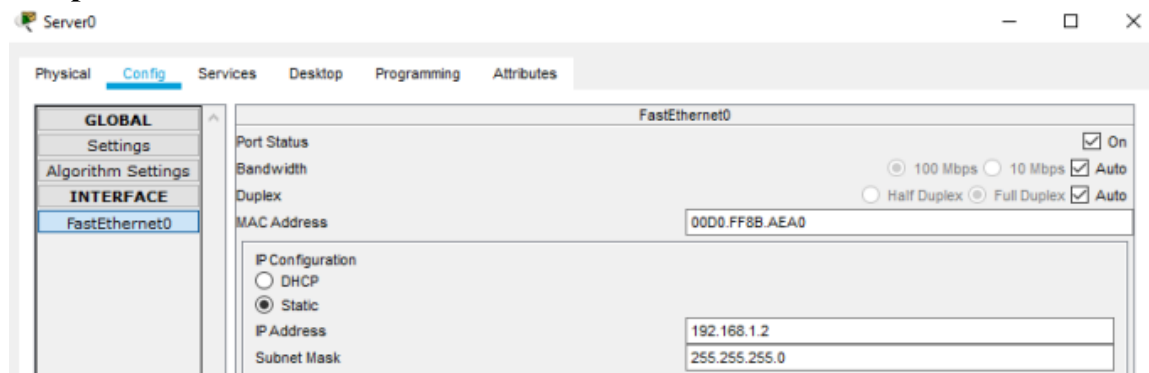 Server0
Physical Config Services Desktop Programming Attributes
GLOBAL
Settings
Algorithm Settings
INTERFACE
FastEthernet0
FastEthernet0
Port Status On
Bandwidth 100 Mbps 10 Mbps Auto
Duplex Half Duplex Full Duplex Auto
MAC Address 00D0.FF8B.AEA0
IP Configuration
DHCP
Static
IP Address 192.168.1.2
Subnet Mask 255.255.255.0